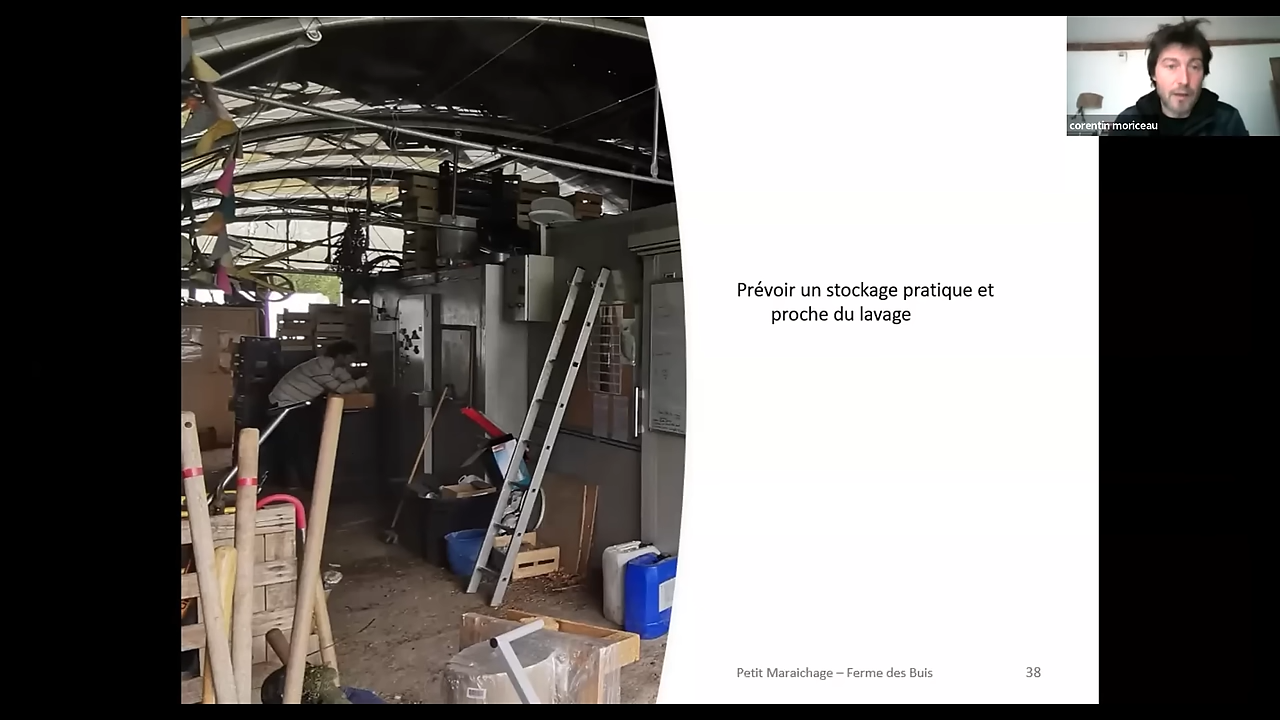 corentin moriceau
Prévoir un stockage pratique et
proche du lavage
Petit Maraichage – Ferme des Buis
38